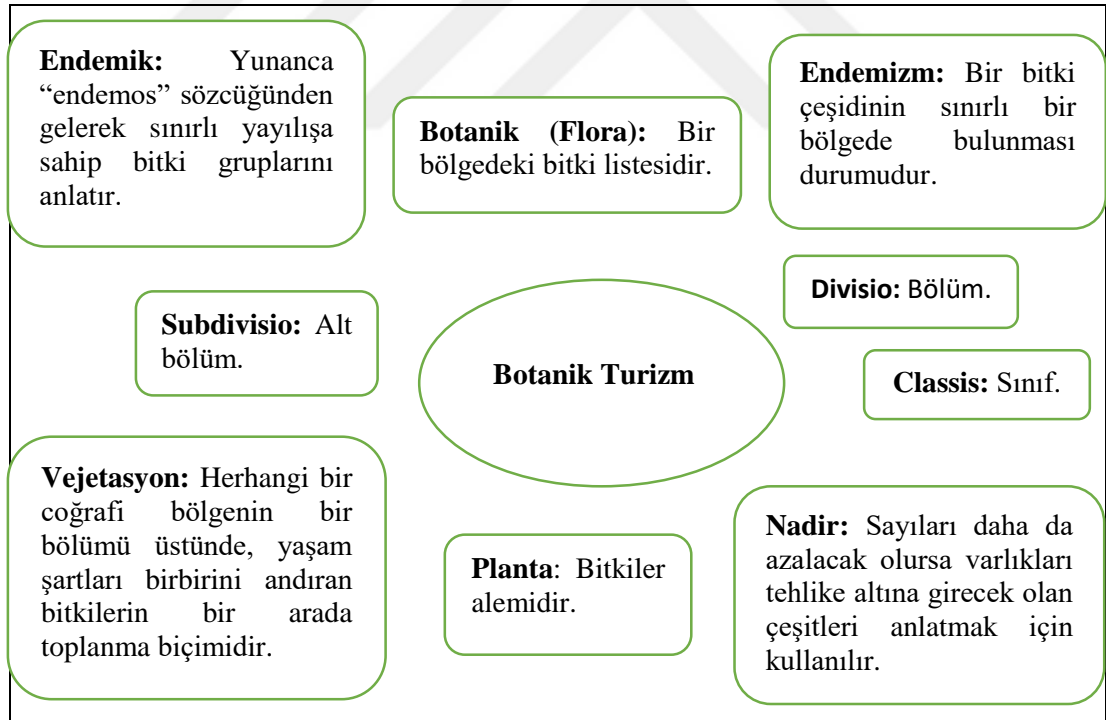 Endemik: Yunanca
“endemos” sözcüğünden
gelerek sınırlı yayılışa
sahip bitki gruplarını
anlatır.
Botanik (Flora): Bir
bölgedeki bitki listesidir.
Endemizm: Bir bitki
çeşidinin sınırlı bir
bölgede bulunması
durumudur.
Divisio: Bölüm.
Subdivisio: Alt
bölüm.
Botanik Turizm
Classis: Sınıf.
Vejetasyon: Herhangi bir
coğrafi bölgenin bir
bölümü üstünde, yaşam
şartları birbirini andıran
bitkilerin bir arada
toplanma biçimidir.
Planta: Bitkiler
alemidir.
Nadir: Sayıları daha da
azalacak olursa varlıkları
tehlike altına girecek olan
çeşitleri anlatmak için
kullanılır.